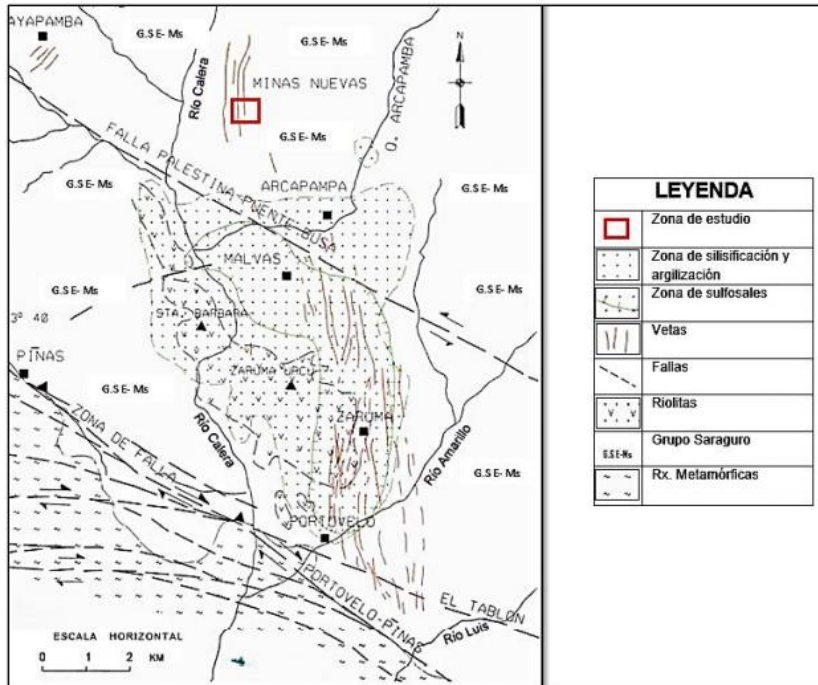 AYAPAMBA
G.S E- Ms
G.S E- Ms
N
Río Calera
MINAS NUEVAS
Q. ARCAPAMBA
G.S E- Ms
FALLA PALESTINA-PUENTE BUSA
ARCAPAMPA
G.S E- Ms
G.S E- Ms
MALVAS
G.S E- Ms
G.S E- Ms
3° 40
STA. BARBARA
PIÑAS
G.S E- Ms
ZARUMA URCU
ZARUMA
ZONA DE FALLA
Río Calera
Río Amarillo
G.S E- Ms
PORTOVELO
EL TABLON
PORTOVELO-PIÑAS
Río Luis
ESCALA HORIZONTAL
0 1 2
KM
LEYENDA
Zona de estudio
Zona de silisificación y
argilización
Zona de sulfosales
Vetas
Fallas
Riolitas
G.S E-Ms
Grupo Saraguro
Rx. Metamórficas